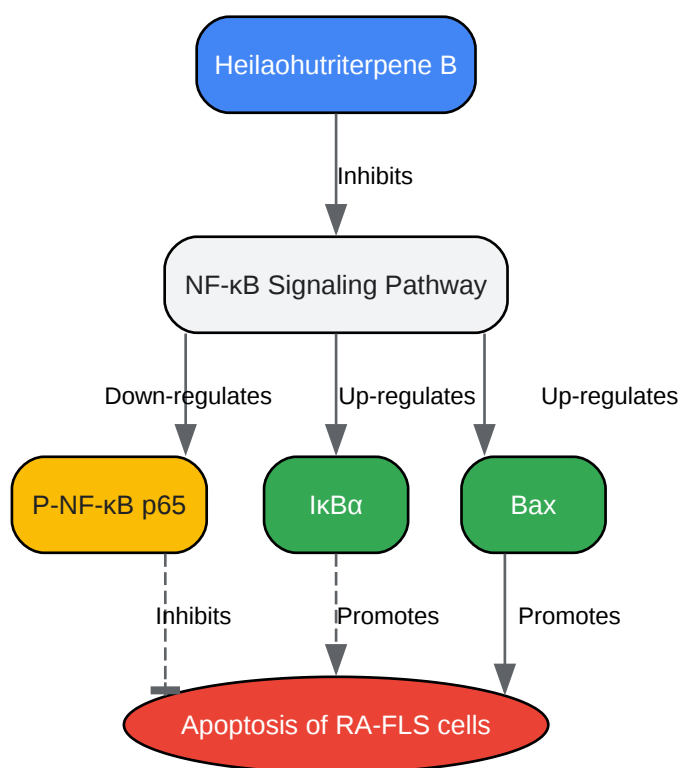 Heilaohutriterpene B
Inhibits
NF-κB Signaling Pathway
Down-regulates
Up-regulates
Up-regulates
P-NF-κB p65
IκBα
Bax
Inhibits
Promotes
Promotes
Apoptosis of RA-FLS cells